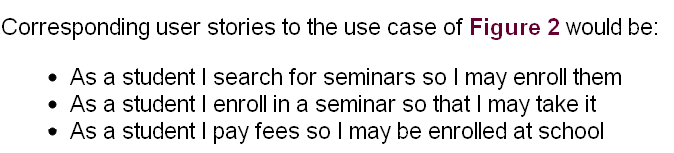 Corresponding user stories to the use case of Figure 2 would be:
• As a student I search for seminars so I may enroll them
• As a student I enroll in a seminar so that I may take it
• As a student I pay fees so I may be enrolled at school